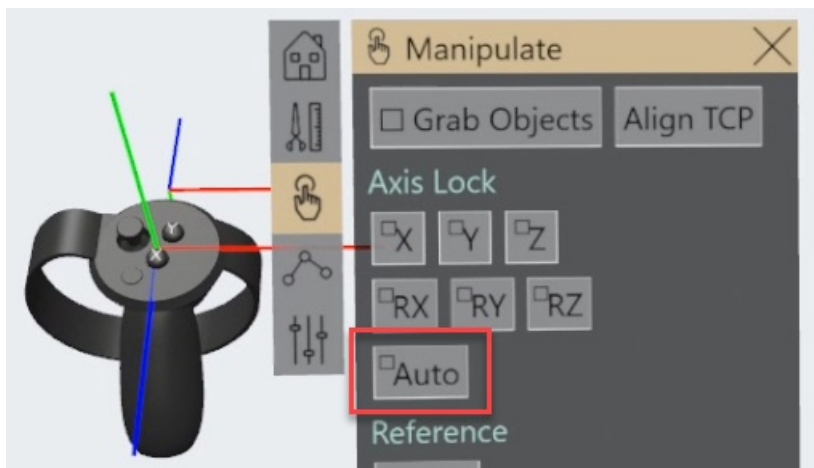 Manipulate
Grab Objects Align TCP
Axis Lock
X Y Z
RX RY RZ
Auto
Reference
Y
X